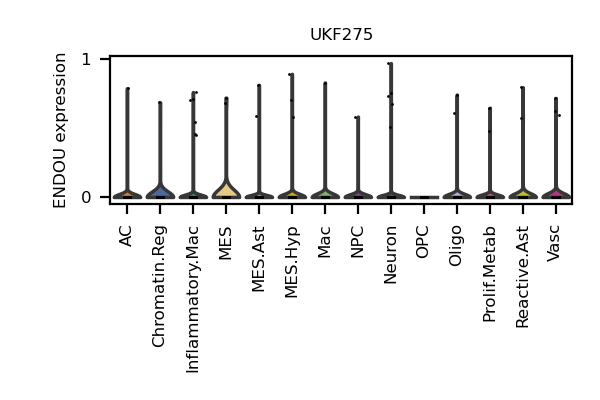 UKF275
ENDOU expression
1
0
AC
Chromatin.Reg
Inflammatory.Mac
MES
MES.Ast
MES.Hyp
Mac
NPC
Neuron
OPC
Oligo
Prolif.Metab
Reactive.Ast
Vasc